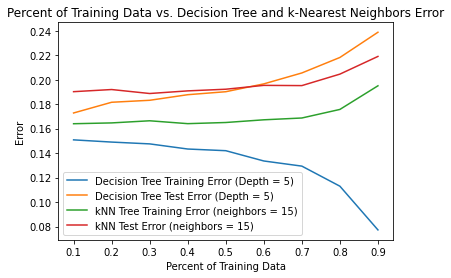 Percent of Training Data vs. Decision Tree and k-Nearest Neighbors Error
0.24
0.22
0.20
0.18
0.16
0.14
0.12
0.10
0.08
Error
Decision Tree Training Error (Depth = 5)
Decision Tree Test Error (Depth = 5)
kNN Tree Training Error (neighbors = 15)
kNN Test Error (neighbors = 15)
0.1 0.2 0.3 0.4 0.5 0.6 0.7 0.8 0.9
Percent of Training Data